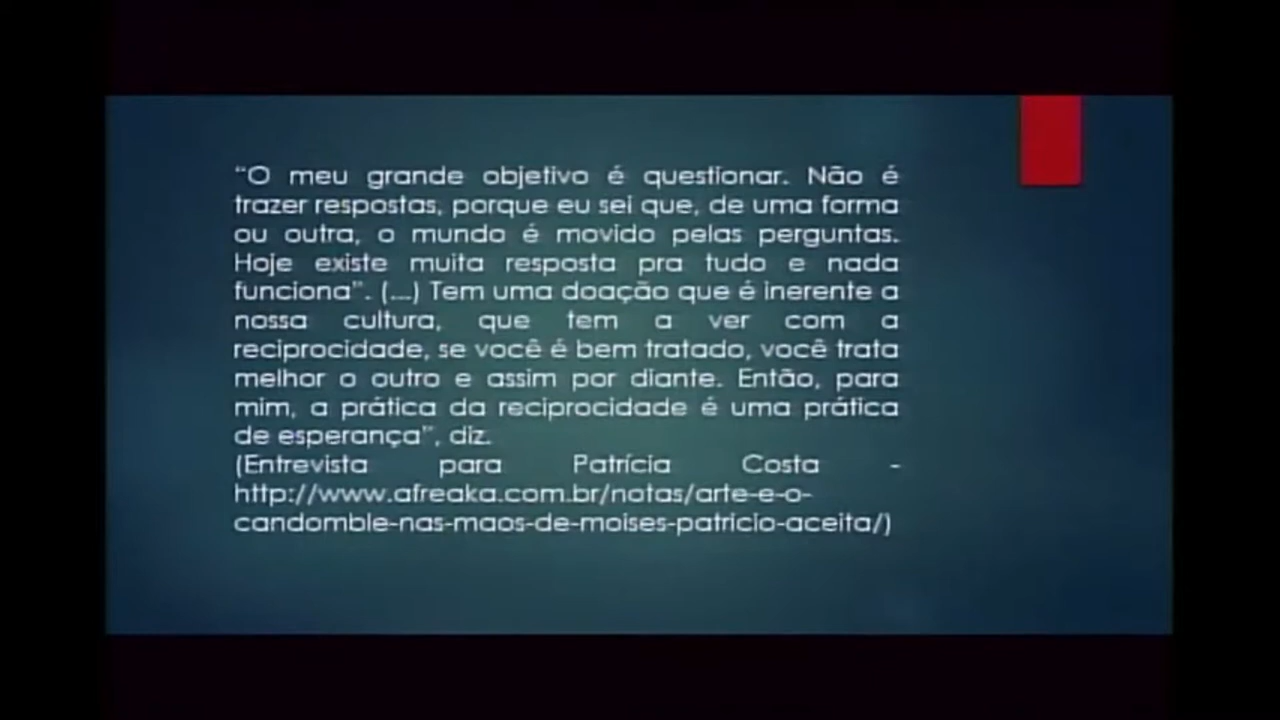 “O meu grande objetivo é questionar. Não é
trazer respostas, porque eu sei que, de uma forma
ou outra, o mundo é movido pelas perguntas.
Hoje existe muita resposta pra tudo e nada
funciona”. (...) Tem uma doação que é inerente a
nossa cultura, que tem a ver com a
reciprocidade, se você é bem tratado, você trata
melhor o outro e assim por diante. Então, para
mim, a prática da reciprocidade é uma prática
de esperança”, diz.
(Entrevista para Patrícia Costa -
http://www.afreaka.com.br/notas/arte-e-o-
candomble-nas-maos-de-moises-patricio-aceita/)